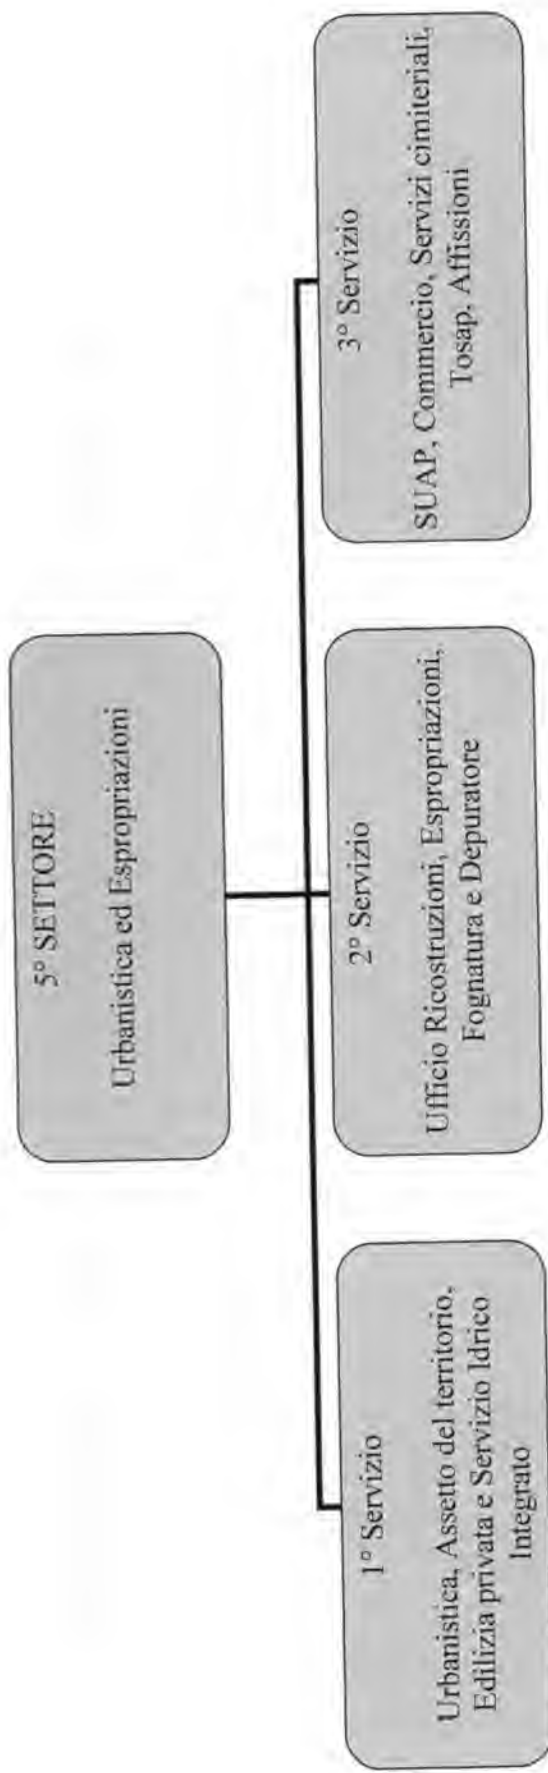 5° SETTORE
Urbanistica ed Espropriazioni
1° Servizio
Urbanistica, Assetto del territorio,
Edilizia privata e Servizio Idrico
Integrato
2° Servizio
Ufficio Ricostruzioni, Espropriazioni,
Fognatura e Depuratore
3° Servizio
SUAP, Commercio, Servizi cimiteriali,
Tosap, Affissioni